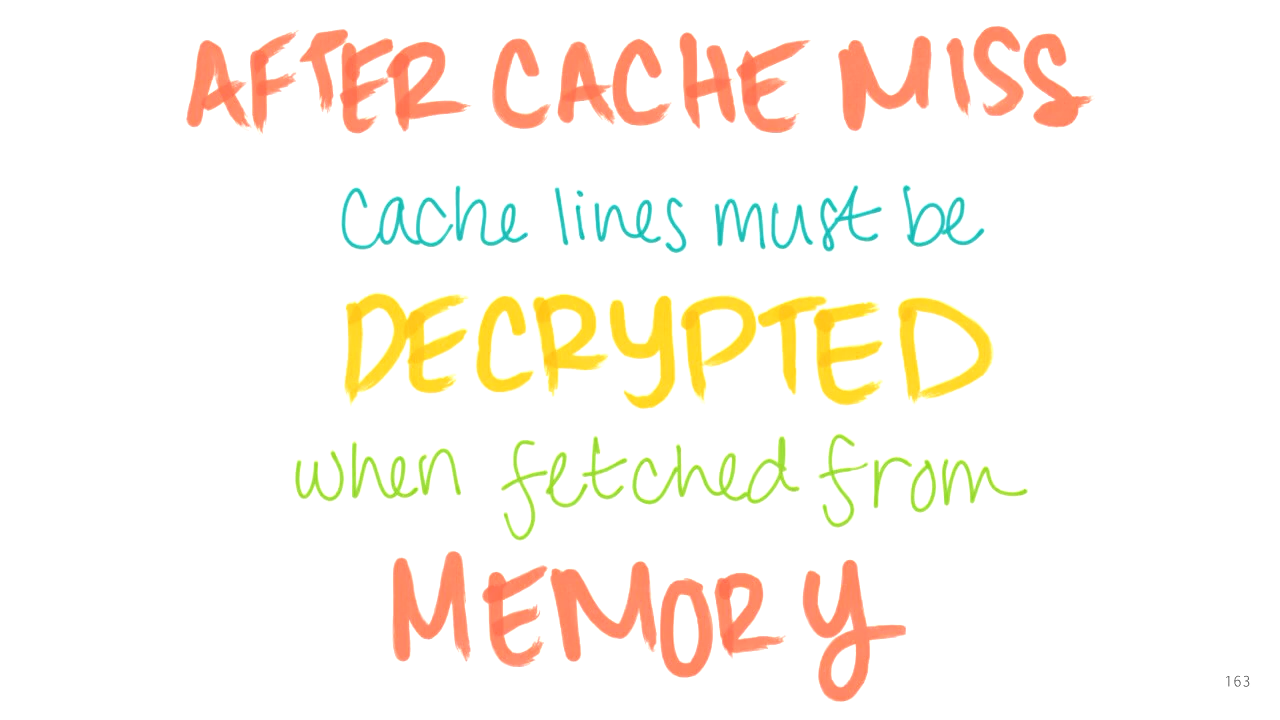 AFTER CACHE MISS
Cache lines must be
DECRYPTED
when fetched from
MEMORY
163